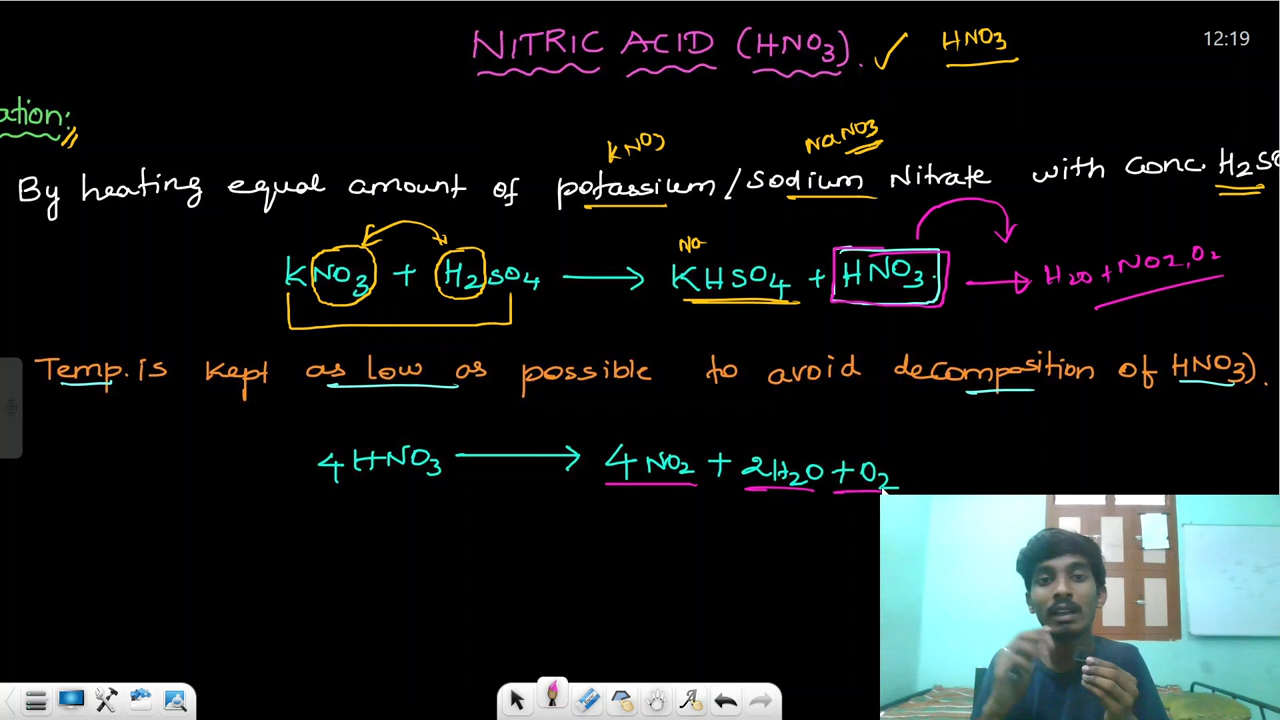 NITRIC ACID (HNO3). ✓ HNO3
12:19
ation:
KNO3 NaNO3
By heating equal amount of potassium/sodium Nitrate with conc. H2SO
Na
KNO3 + H2SO4 ⟶ KHSO4 + HNO3. ⟶ H2O + NO2, O2
Temp. is kept as low as possible to avoid decomposition of HNO3).
4HNO3 ⟶ 4NO2 + 2H2O + O2